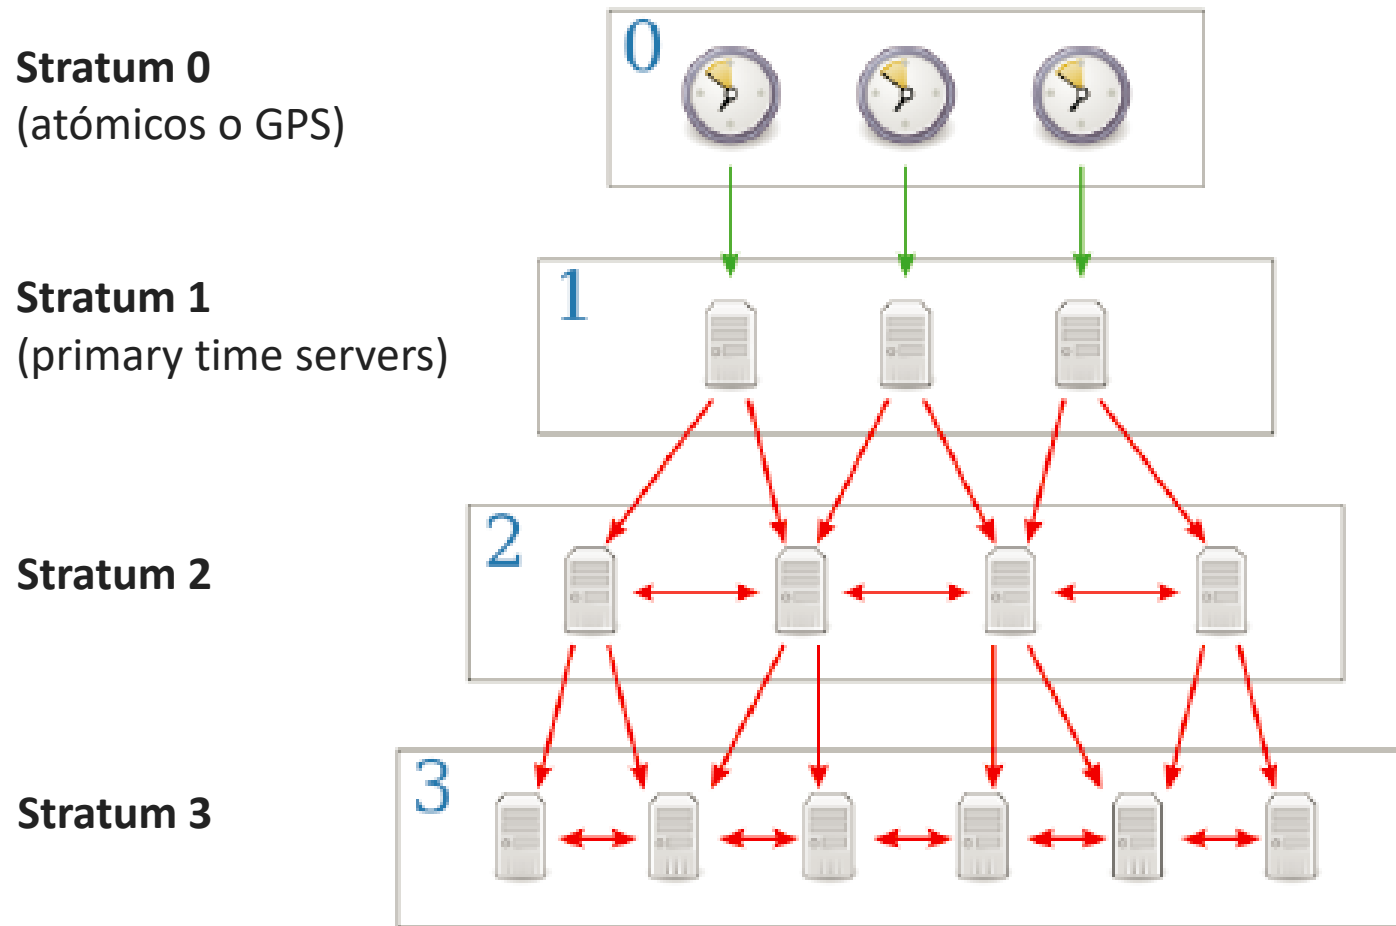 0
Stratum 0
(atómicos o GPS)
1
Stratum 1
(primary time servers)
2
Stratum 2
3
Stratum 3